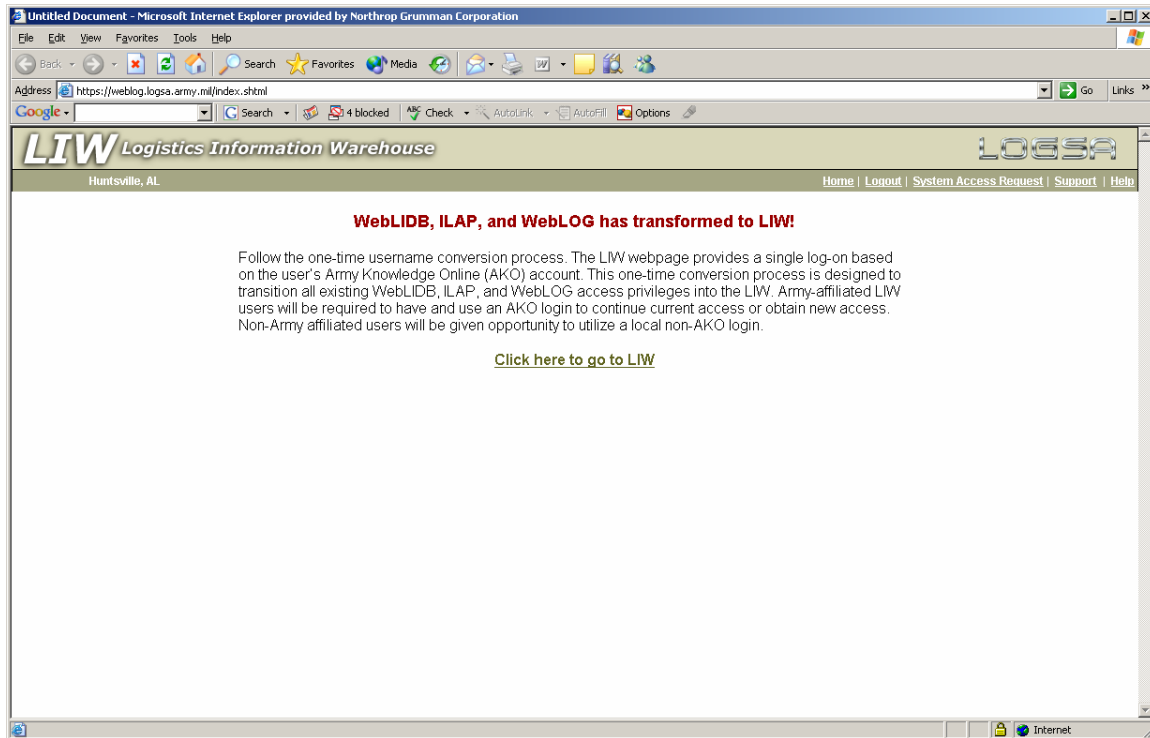 Untitled Document - Microsoft Internet Explorer provided by Northrop Grumman Corporation
File Edit View Favorites Tools Help
Back Search Favorites Media
Address https://weblog.logsa.army.mil/index.shtml Go Links »
Google Search 4 blocked ABC Check AutoLink AutoFill Options
LIW Logistics Information Warehouse LOGSA
Huntsville, AL Home | Logout | System Access Request | Support | Help
WebLIDB, ILAP, and WebLOG has transformed to LIW!
Follow the one-time username conversion process. The LIW webpage provides a single log-on based
on the user's Army Knowledge Online (AKO) account. This one-time conversion process is designed to
transition all existing WebLIDB, ILAP, and WebLOG access privileges into the LIW. Army-affiliated LIW
users will be required to have and use an AKO login to continue current access or obtain new access.
Non-Army affiliated users will be given opportunity to utilize a local non-AKO login.
Click here to go to LIW
Internet